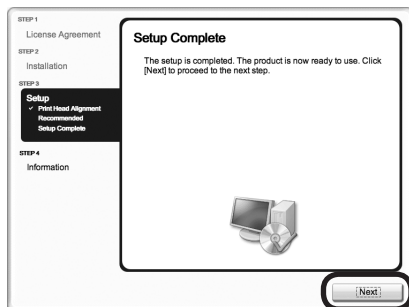 STEP 1
License Agreement
STEP 2
Installation
STEP 3
Setup
Print Head Alignment
Recommended
Setup Complete
STEP 4
Information
Setup Complete
The setup is completed. The product is now ready to use. Click
[Next] to proceed to the next step.
Next